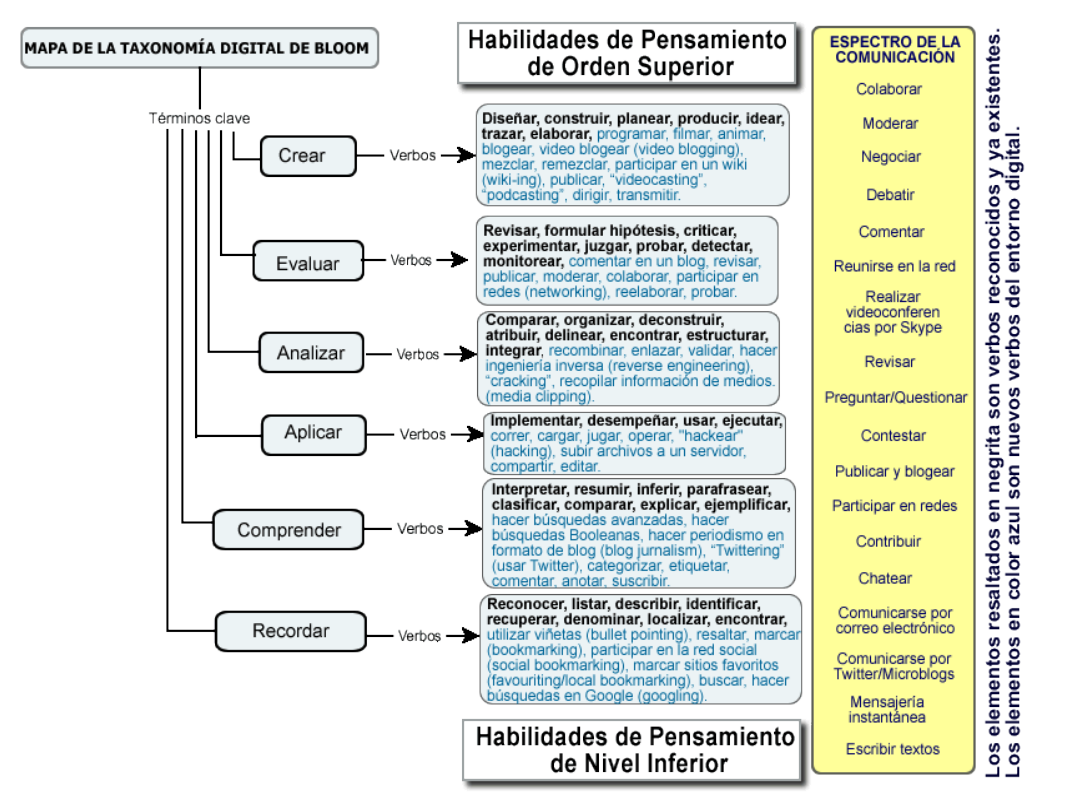 MAPA DE LA TAXONOMÍA DIGITAL DE BLOOM
Habilidades de Pensamiento
de Orden Superior
Términos clave
Crear
Verbos
Diseñar, construir, planear, producir, idear,
trazar, elaborar, programar, filmar, animar,
blogear, video blogear (video blogging),
mezclar, remezclar, participar en un wiki
(wiki-ing), publicar, “videocasting”,
“podcasting”, dirigir, transmitir.
Evaluar
Verbos
Revisar, formular hipótesis, criticar,
experimentar, juzgar, probar, detectar,
monitorear, comentar en un blog, revisar,
publicar, moderar, colaborar, participar en
redes (networking), reelaborar, probar.
Analizar
Verbos
Comparar, organizar, deconstruir,
atribuir, delinear, encontrar, estructurar,
integrar, recombinar, enlazar, validar, hacer
ingeniería inversa (reverse engineering),
“cracking”, recopilar información de medios.
(media clipping).
Aplicar
Verbos
Implementar, desempeñar, usar, ejecutar,
correr, cargar, jugar, operar, "hackear"
(hacking), subir archivos a un servidor,
compartir, editar.
Comprender
Verbos
Interpretar, resumir, inferir, parafrasear,
clasificar, comparar, explicar, ejemplificar,
hacer búsquedas avanzadas, hacer
búsquedas Booleanas, hacer periodismo en
formato de blog (blog jurnalism), “Twittering”
(usar Twitter), categorizar, etiquetar,
comentar, anotar, suscribir.
Recordar
Verbos
Reconocer, listar, describir, identificar,
recuperar, denominar, localizar, encontrar,
utilizar viñetas (bullet pointing), resaltar, marcar
(bookmarking), participar en la red social
(social bookmarking), marcar sitios favoritos
(favouriting/local bookmarking), buscar, hacer
búsquedas en Google (googling).
Habilidades de Pensamiento
de Nivel Inferior
ESPECTRO DE LA
COMUNICACIÓN
Colaborar
Moderar
Negociar
Debatir
Comentar
Reunirse en la red
Realizar
videoconferen
cias por Skype
Revisar
Preguntar/Questionar
Contestar
Publicar y blogear
Participar en redes
Contribuir
Chatear
Comunicarse por
correo electrónico
Comunicarse por
Twitter/Microblogs
Mensajería
instantánea
Escribir textos
Los elementos resaltados en negrita son verbos reconocidos y ya existentes.
Los elementos en color azul son nuevos verbos del entorno digital.